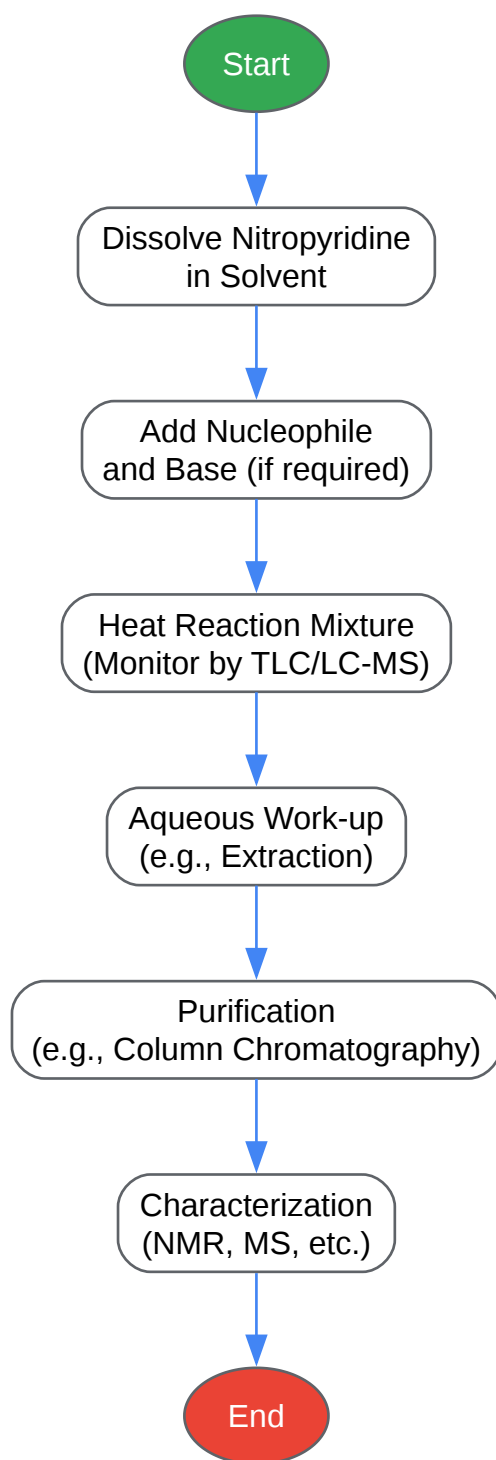 Start
Dissolve Nitropyridine
in Solvent
Add Nucleophile
and Base (if required)
Heat Reaction Mixture
(Monitor by TLC/LC-MS)
Aqueous Work-up
(e.g., Extraction)
Purification
(e.g., Column Chromatography)
Characterization
(NMR, MS, etc.)
End